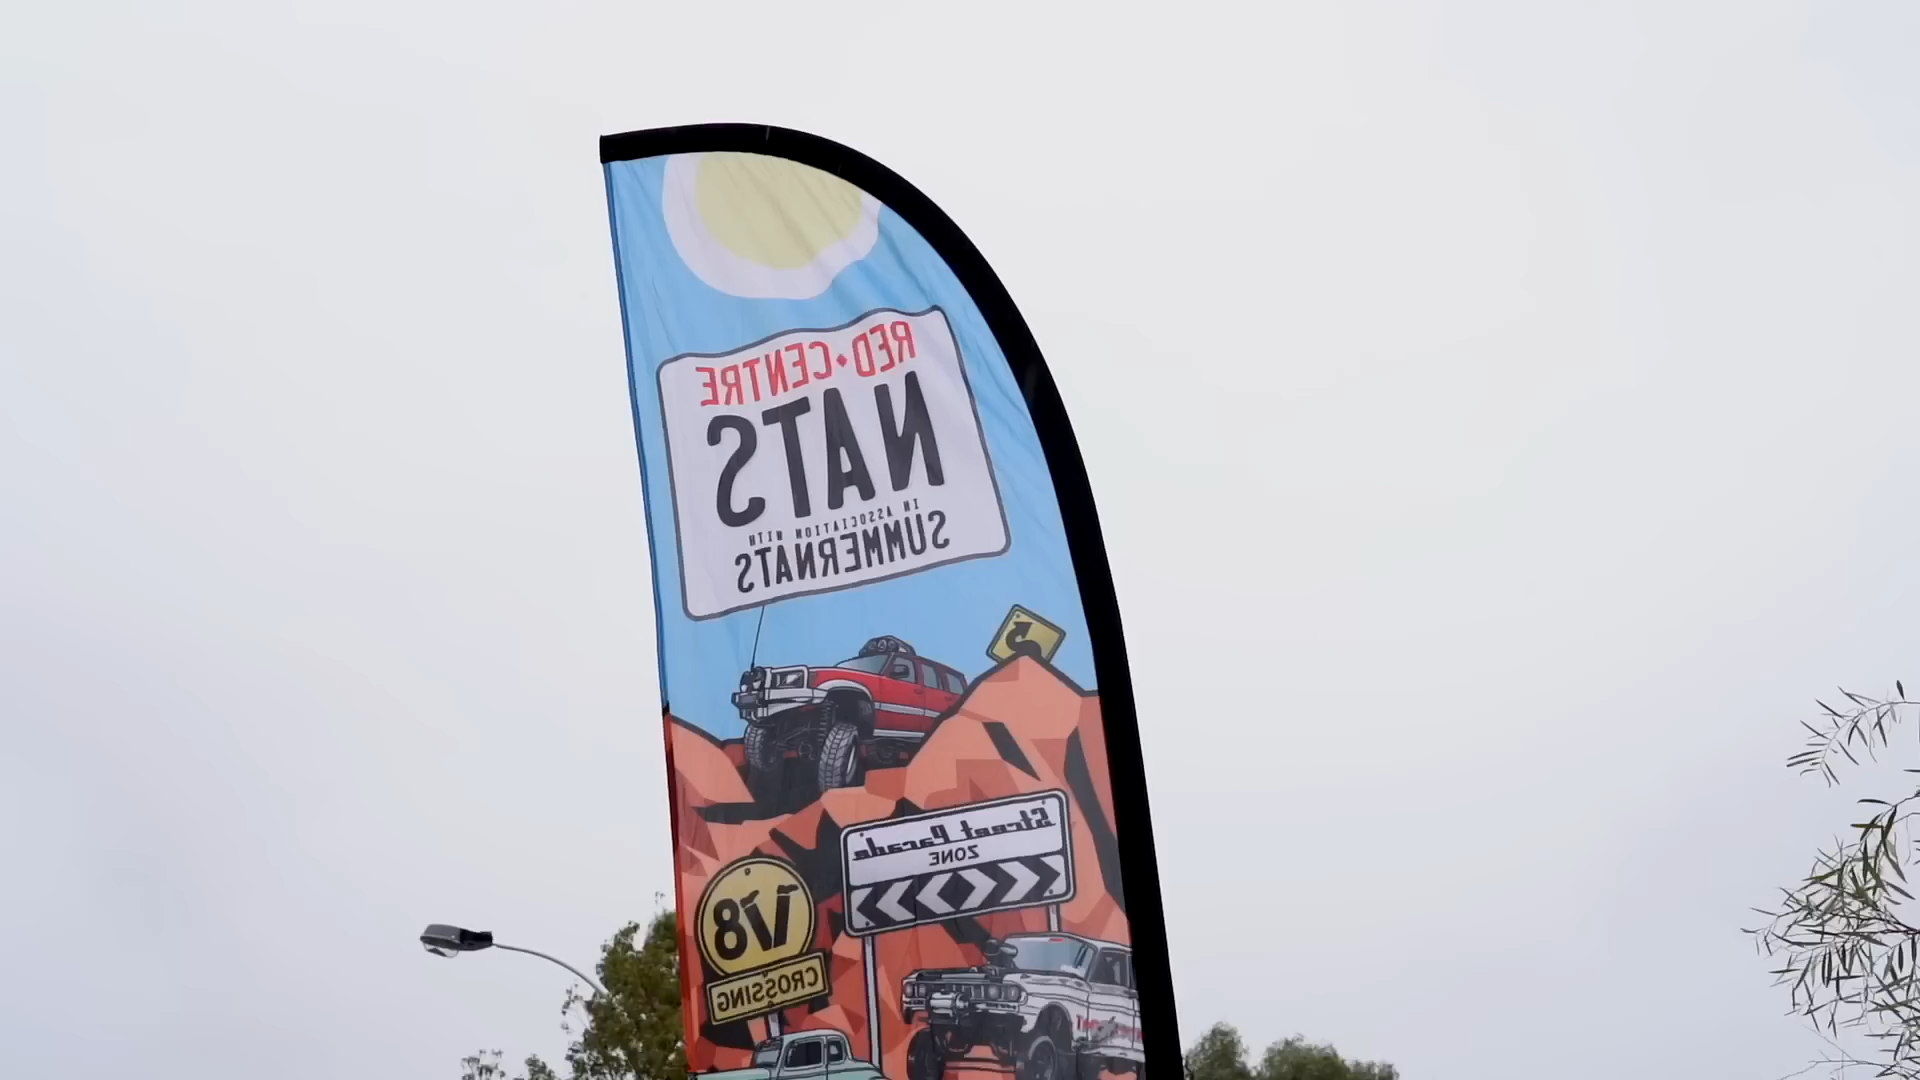 RED•CENTRE
NATS
IN ASSOCIATION WITH
SUMMERNATS
Street Parade
ZONE
V8
CROSSING